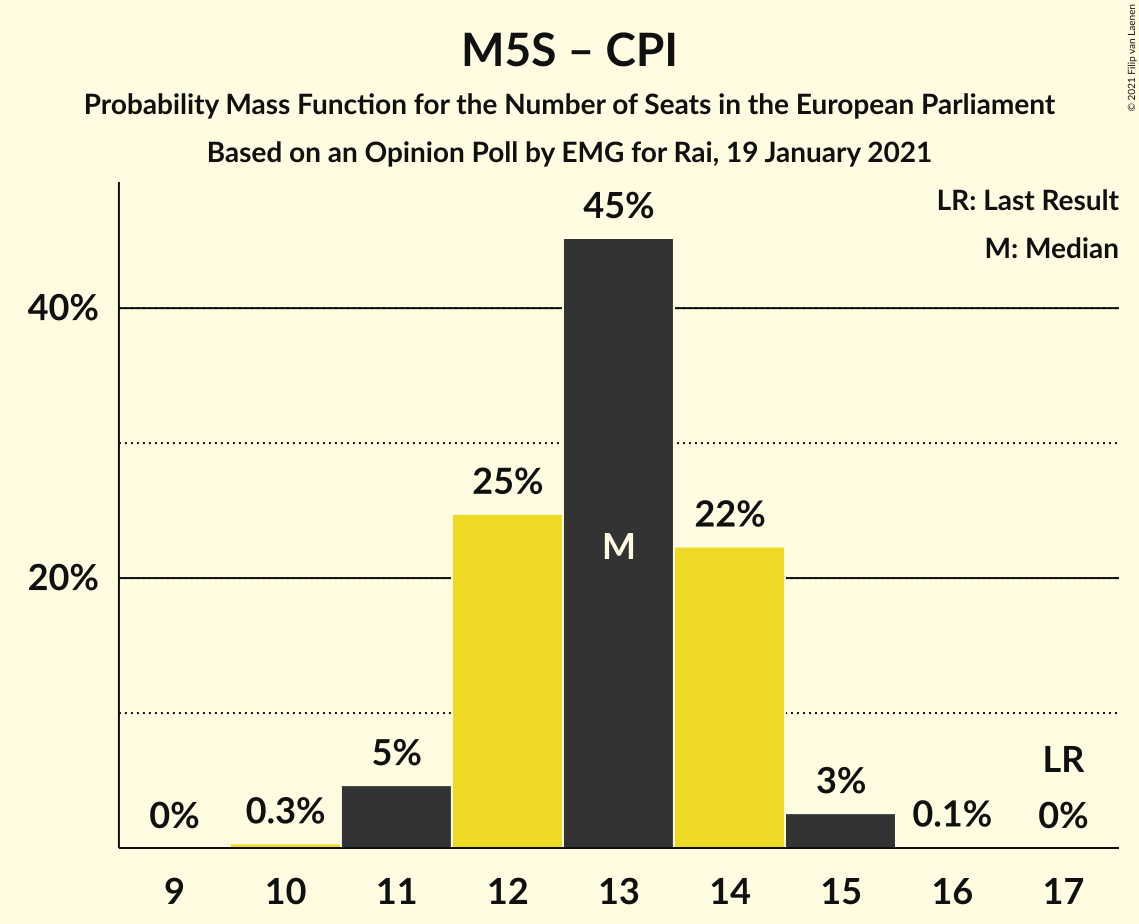 M5S – CPI
Probability Mass Function for the Number of Seats in the European Parliament
Based on an Opinion Poll by EMG for Rai, 19 January 2021
© 2021 Filip van Laenen
LR: Last Result
M: Median
45%
40%
25%
22%
M
20%
5%
3%
LR
0%
0.3%
0.1%
0%
9 10 11 12 13 14 15 16 17